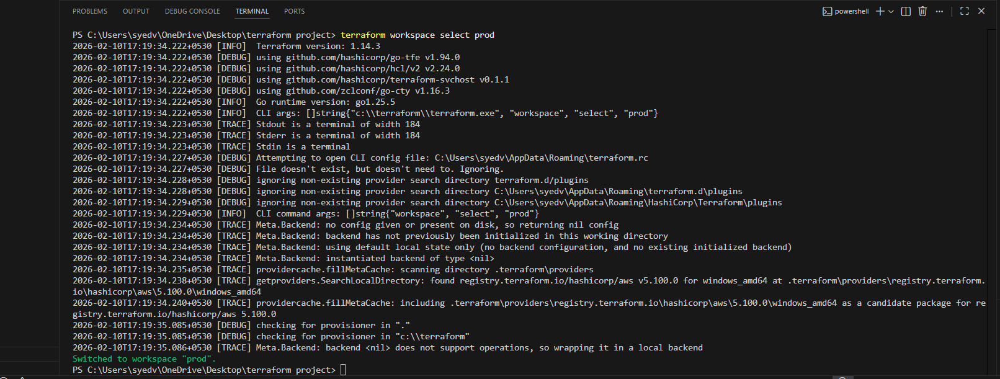 PROBLEMS OUTPUT DEBUG CONSOLE TERMINAL PORTS powershell
PS C:\Users\syedv\OneDrive\Desktop\terraform project> terraform workspace select prod
2026-02-10T17:19:34.222+0530 [INFO]  Terraform version: 1.14.3
2026-02-10T17:19:34.222+0530 [DEBUG] using github.com/hashicorp/go-tfe v1.94.0
2026-02-10T17:19:34.222+0530 [DEBUG] using github.com/hashicorp/hcl/v2 v2.24.0
2026-02-10T17:19:34.222+0530 [DEBUG] using github.com/hashicorp/terraform-svchost v0.1.1
2026-02-10T17:19:34.222+0530 [DEBUG] using github.com/zclconf/go-cty v1.16.3
2026-02-10T17:19:34.222+0530 [INFO]  Go runtime version: go1.25.5
2026-02-10T17:19:34.222+0530 [INFO]  CLI args: []string{"c:\\terraform\\terraform.exe", "workspace", "select", "prod"}
2026-02-10T17:19:34.223+0530 [TRACE] Stdout is a terminal of width 184
2026-02-10T17:19:34.223+0530 [TRACE] Stderr is a terminal of width 184
2026-02-10T17:19:34.223+0530 [TRACE] Stdin is a terminal
2026-02-10T17:19:34.227+0530 [DEBUG] Attempting to open CLI config file: C:\Users\syedv\AppData\Roaming\terraform.rc
2026-02-10T17:19:34.227+0530 [DEBUG] File doesn't exist, but doesn't need to. Ignoring.
2026-02-10T17:19:34.228+0530 [DEBUG] ignoring non-existing provider search directory terraform.d/plugins
2026-02-10T17:19:34.228+0530 [DEBUG] ignoring non-existing provider search directory C:\Users\syedv\AppData\Roaming\terraform.d\plugins
2026-02-10T17:19:34.229+0530 [DEBUG] ignoring non-existing provider search directory C:\Users\syedv\AppData\Roaming\HashiCorp\Terraform\plugins
2026-02-10T17:19:34.229+0530 [INFO]  CLI command args: []string{"workspace", "select", "prod"}
2026-02-10T17:19:34.234+0530 [TRACE] Meta.Backend: no config given or present on disk, so returning nil config
2026-02-10T17:19:34.234+0530 [TRACE] Meta.Backend: backend has not previously been initialized in this working directory
2026-02-10T17:19:34.234+0530 [TRACE] Meta.Backend: using default local state only (no backend configuration, and no existing initialized backend)
2026-02-10T17:19:34.234+0530 [TRACE] Meta.Backend: instantiated backend of type <nil>
2026-02-10T17:19:34.235+0530 [TRACE] providercache.fillMetaCache: scanning directory .terraform\providers
2026-02-10T17:19:34.238+0530 [TRACE] getproviders.SearchLocalDirectory: found registry.terraform.io/hashicorp/aws v5.100.0 for windows_amd64 at .terraform\providers\registry.terraform.
io\hashicorp\aws\5.100.0\windows_amd64
2026-02-10T17:19:34.240+0530 [TRACE] providercache.fillMetaCache: including .terraform\providers\registry.terraform.io\hashicorp\aws\5.100.0\windows_amd64 as a candidate package for re
gistry.terraform.io/hashicorp/aws 5.100.0
2026-02-10T17:19:35.085+0530 [DEBUG] checking for provisioner in "."
2026-02-10T17:19:35.085+0530 [DEBUG] checking for provisioner in "c:\\terraform"
2026-02-10T17:19:35.086+0530 [TRACE] Meta.Backend: backend <nil> does not support operations, so wrapping it in a local backend
Switched to workspace "prod".
PS C:\Users\syedv\OneDrive\Desktop\terraform project>